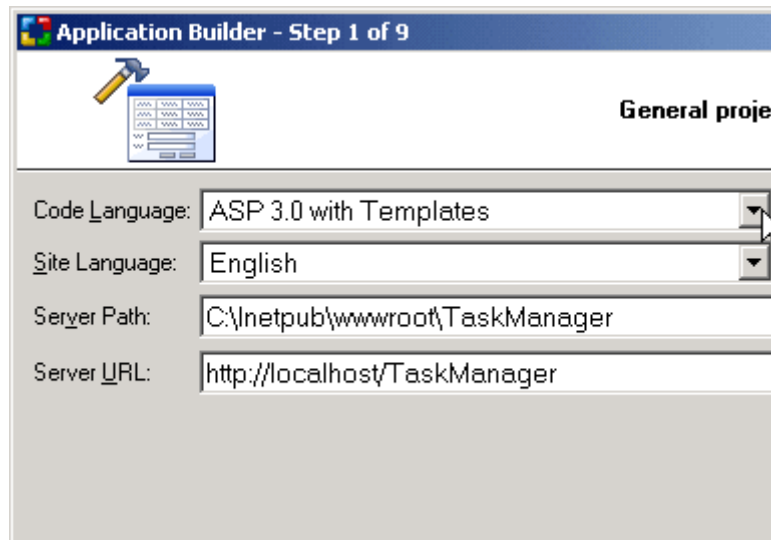 Application Builder - Step 1 of 9
General proje
Code Language: ASP 3.0 with Templates
Site Language: English
Server Path: C:\Inetpub\wwwroot\TaskManager
Server URL: http://localhost/TaskManager